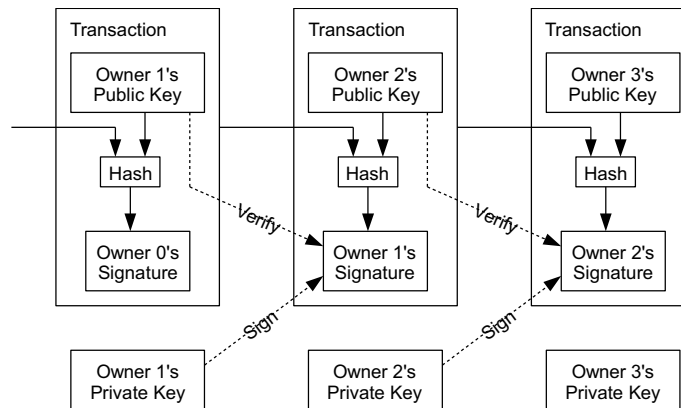 Transaction
Owner 1's
Public Key
Hash
Owner 0's
Signature
Transaction
Owner 2's
Public Key
Hash
Verify
Owner 1's
Signature
Transaction
Owner 3's
Public Key
Hash
Verify
Owner 2's
Signature
Sign
Sign
Owner 1's
Private Key
Owner 2's
Private Key
Owner 3's
Private Key